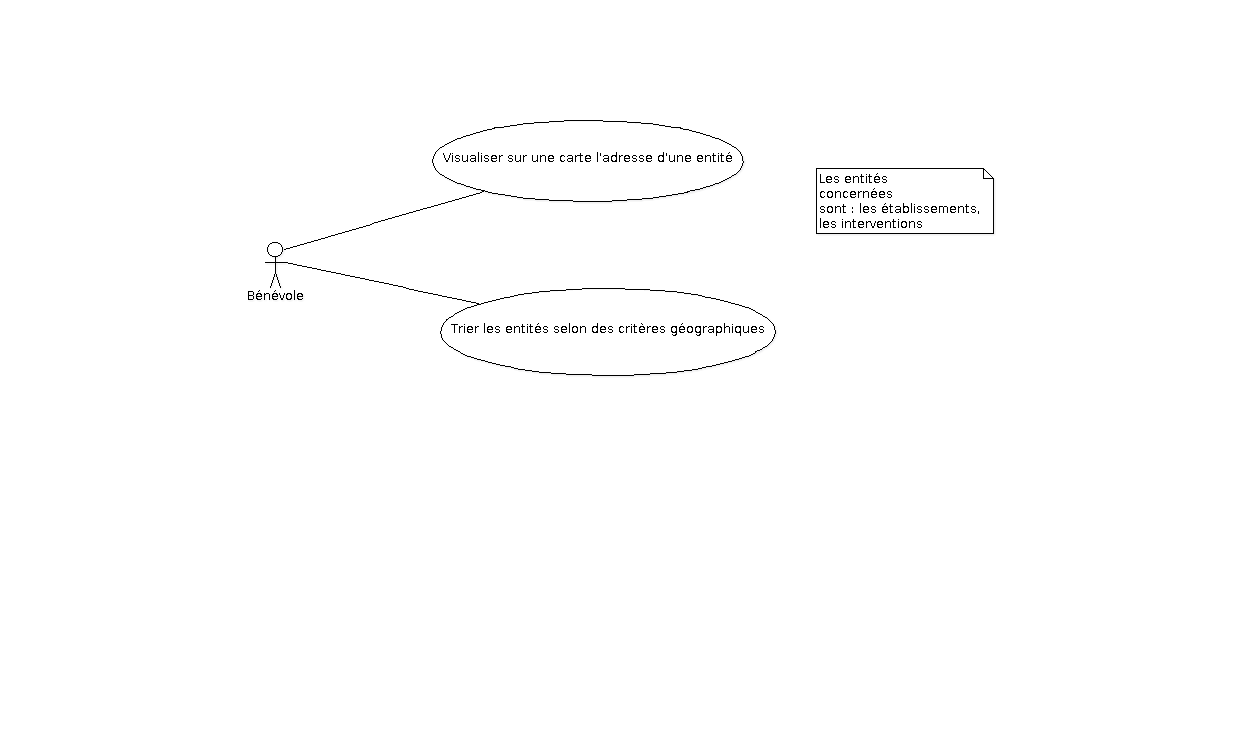 Visualiser sur une carte l'adresse d'une entité
Les entités
concernées
sont : les établissements,
les interventions
Bénévole
Trier les entités selon des critères géographiques